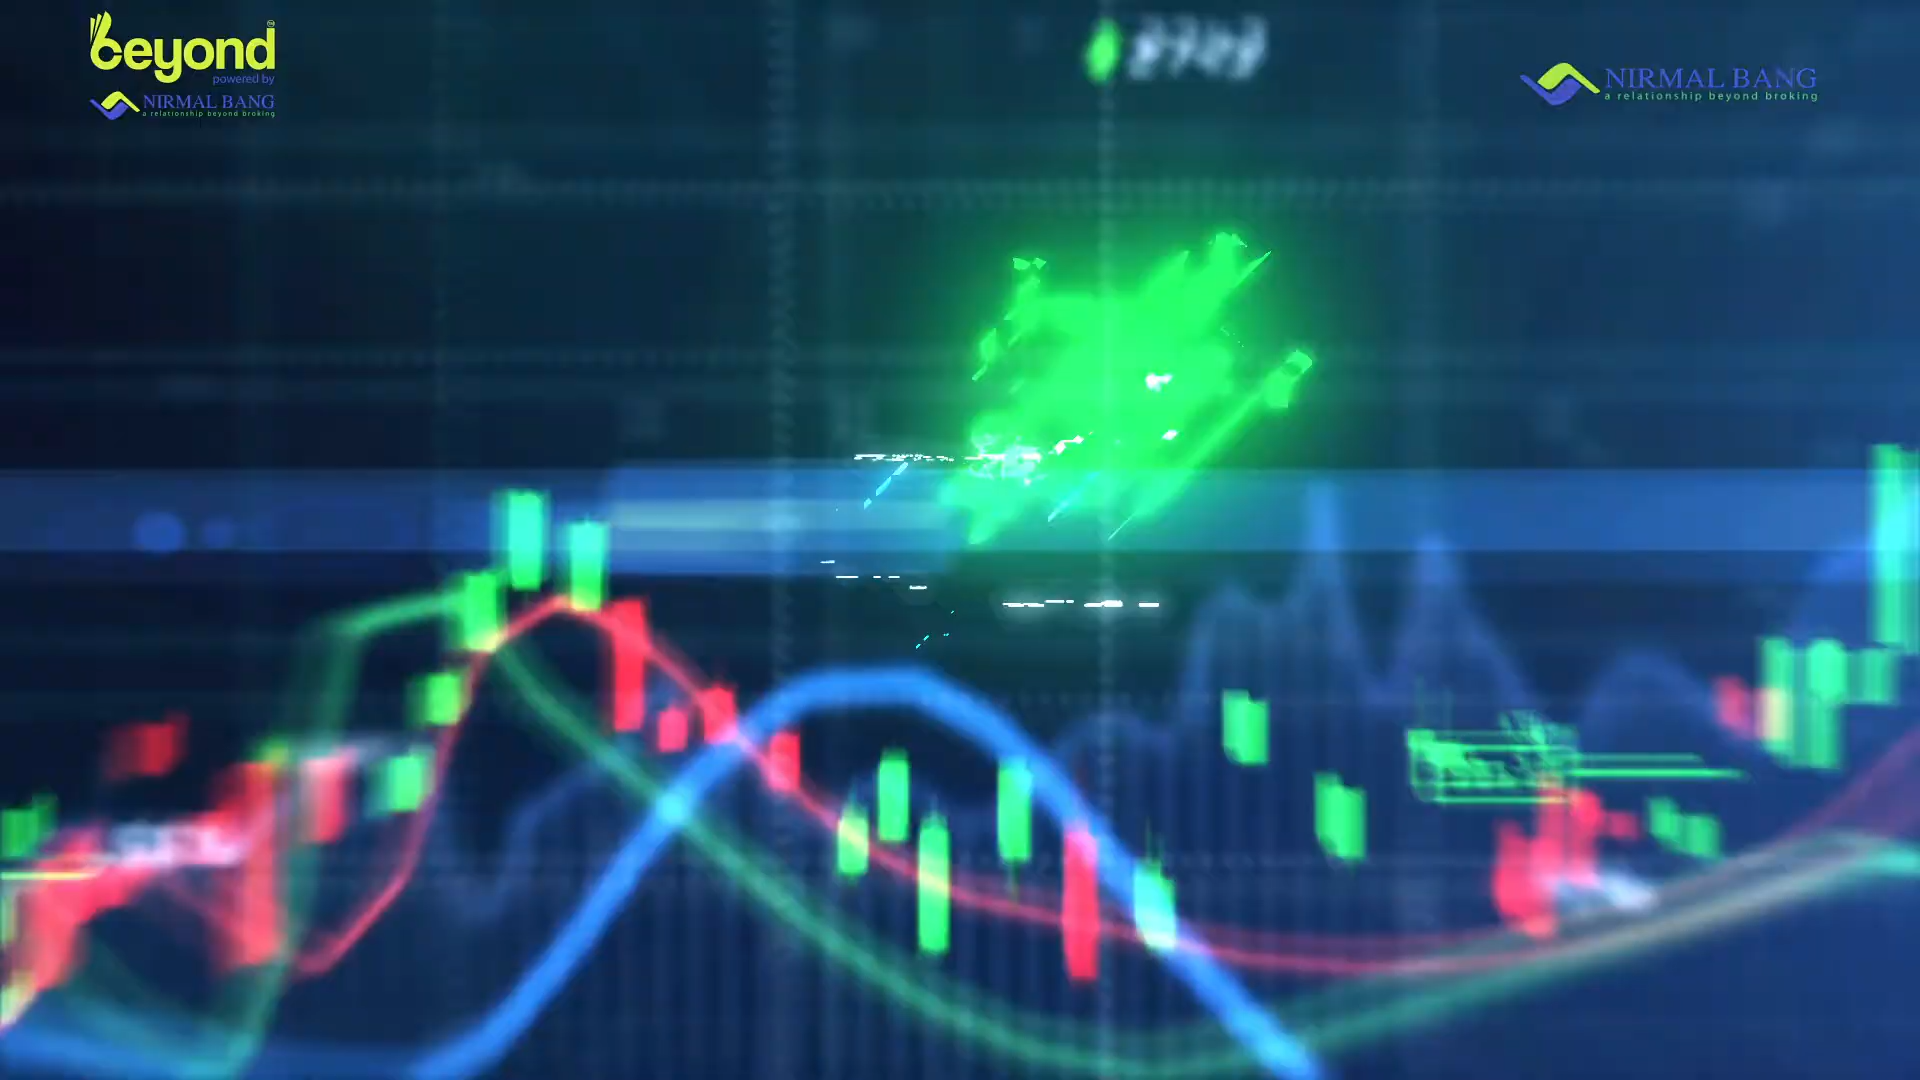 beyond
powered by
NIRMAL BANG
a relationship beyond broking
NIRMAL BANG
a relationship beyond broking